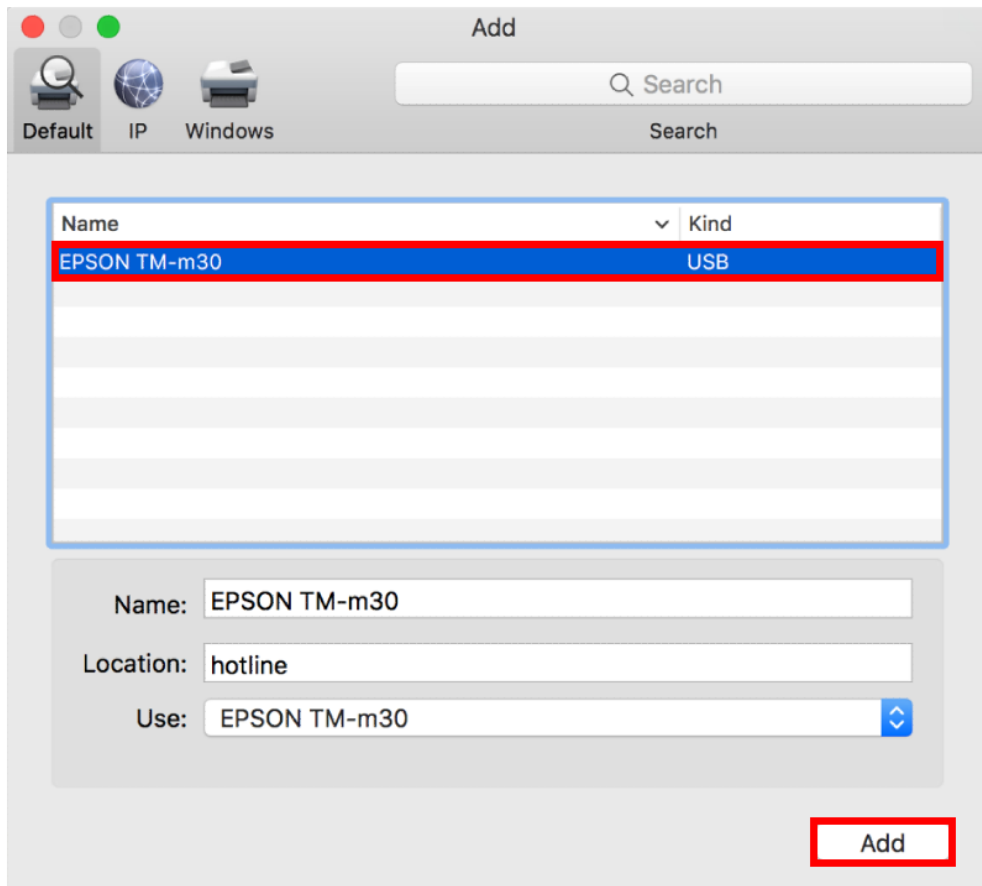 Add
Search
Default IP Windows Search
Name Kind
EPSON TM-m30 USB
Name: EPSON TM-m30
Location: hotline
Use: EPSON TM-m30
Add